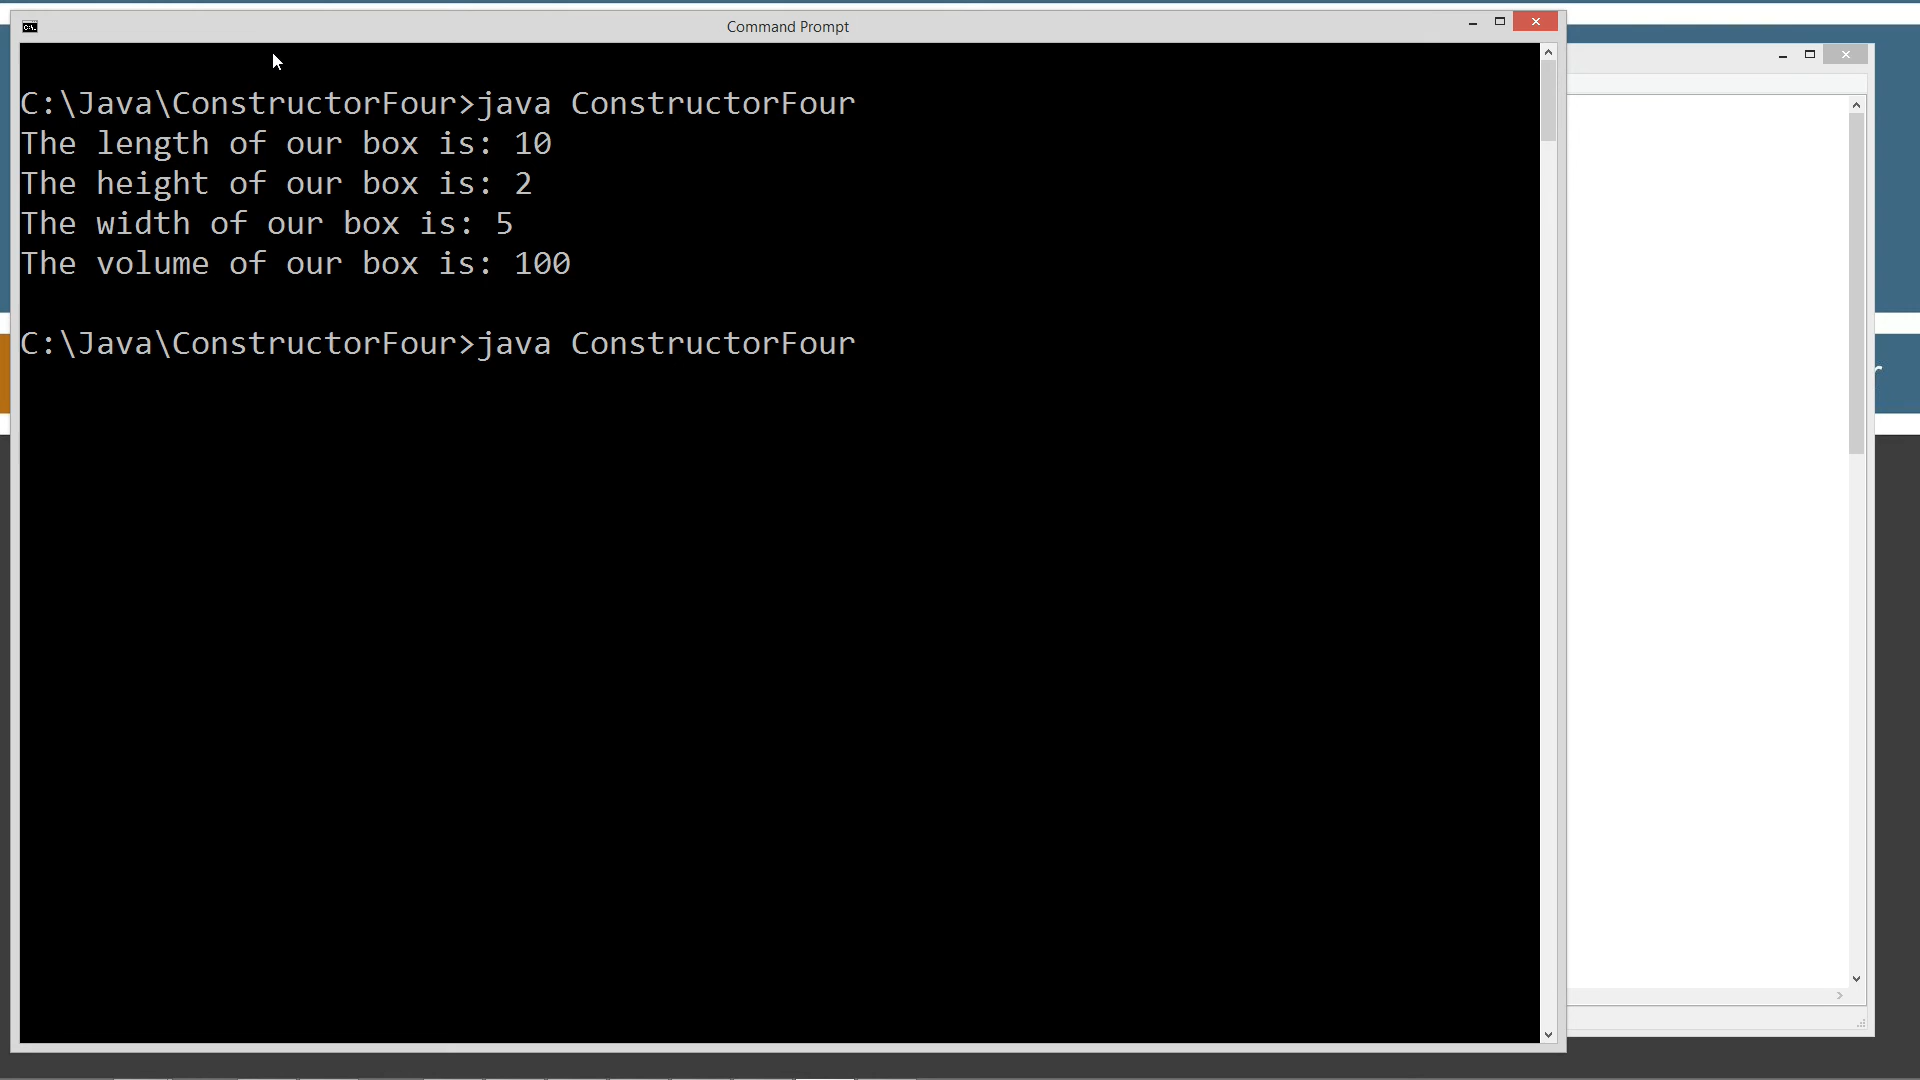 Command Prompt
C:\Java\ConstructorFour>java ConstructorFour
The length of our box is: 10
The height of our box is: 2
The width of our box is: 5
The volume of our box is: 100
C:\Java\ConstructorFour>java ConstructorFour